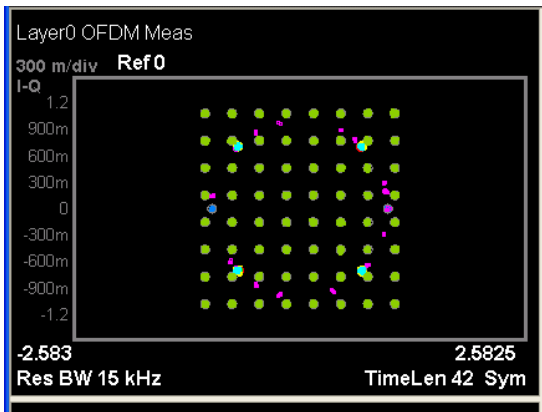 Layer0 OFDM Meas
300 m/div Ref 0
I-Q
1.2
900m
600m
300m
0
-300m
-600m
-900m
-1.2
-2.583 2.5825
Res BW 15 kHz TimeLen 42 Sym